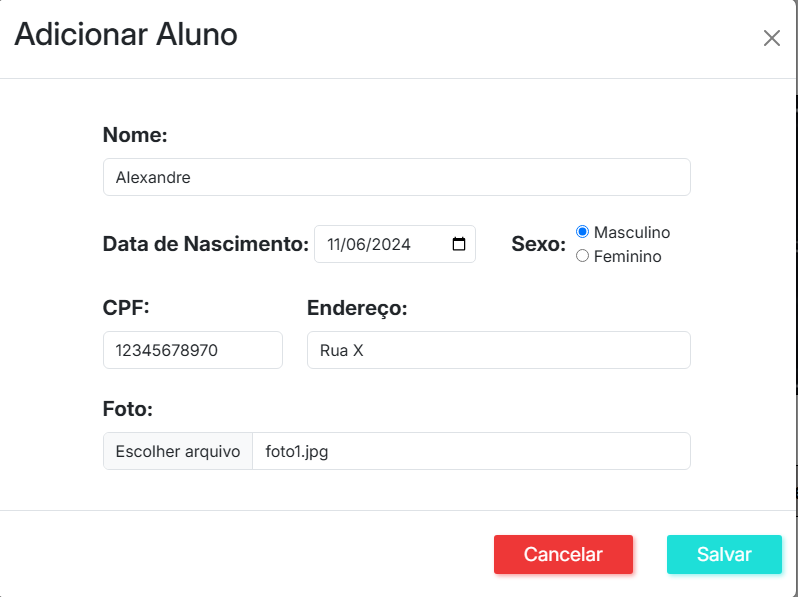 Adicionar Aluno
Nome:
Alexandre
Data de Nascimento: 11/06/2024 Sexo: Masculino
Feminino
CPF: Endereço:
12345678970 Rua X
Foto:
Escolher arquivo foto1.jpg
Cancelar Salvar